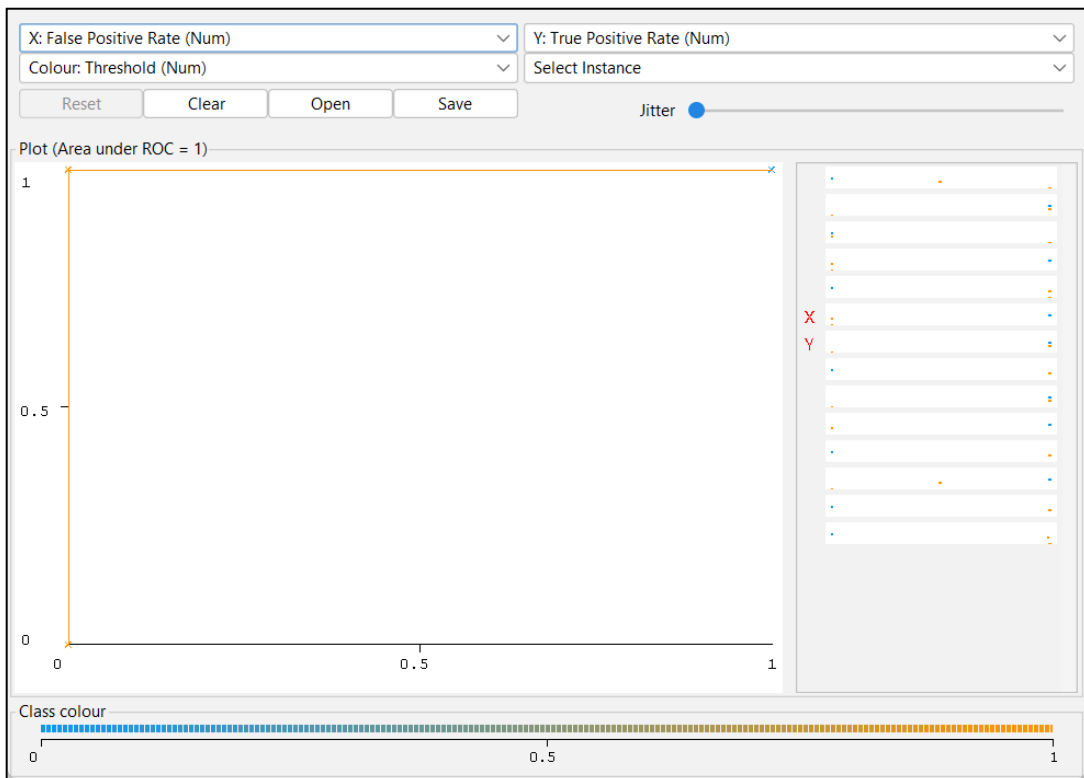 X: False Positive Rate (Num) Y: True Positive Rate (Num)
Colour: Threshold (Num) Select Instance
Reset Clear Open Save Jitter
Plot (Area under ROC = 1)
1
0.5
0
0 0.5 1
X
Y
Class colour
0 0.5 1